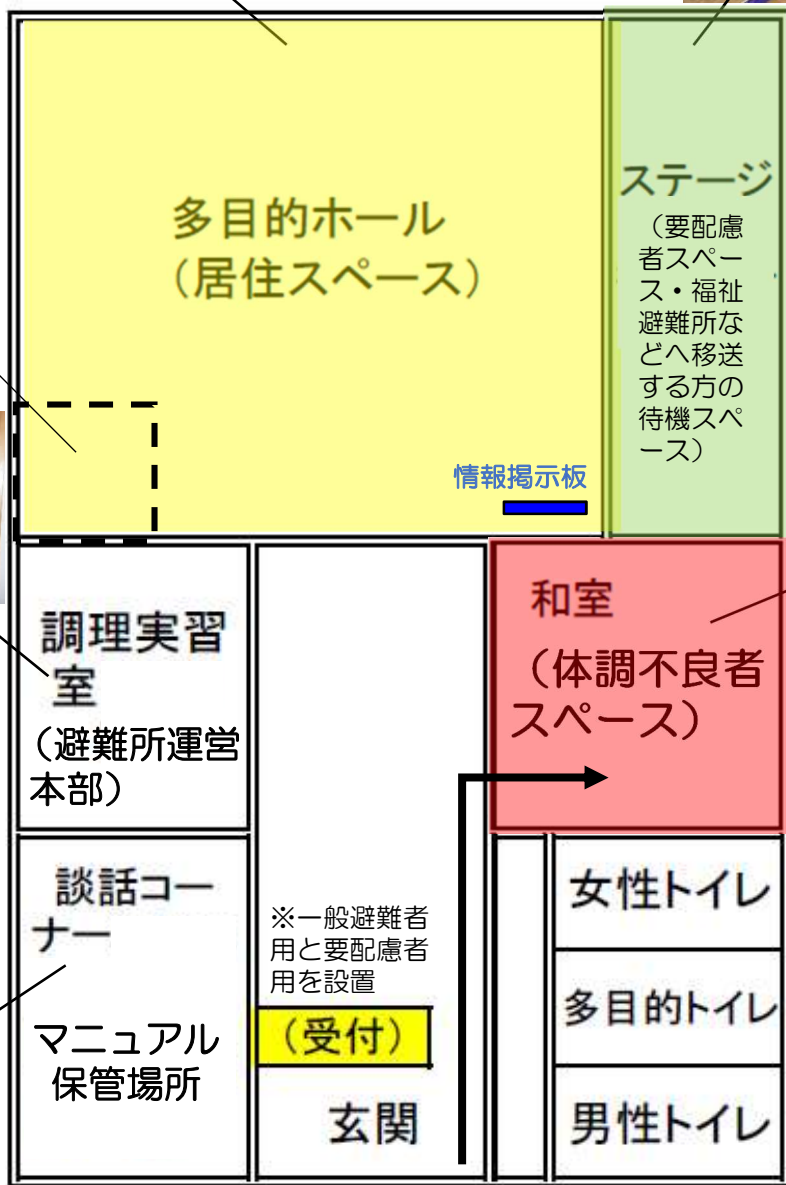 多目的ホール
（居住スペース）
ステージ
（要配慮
者スペー
ス・福祉
避難所な
どへ移送
する方の
待機スペ
ース）
情報掲示板
調理実習
室
（避難所運営
本部）
和室
（体調不良者
スペース）
談話コー
ナー
マニュアル
保管場所
※一般避難者
用と要配慮者
用を設置
（受付）
玄関
女性トイレ
多目的トイレ
男性トイレ